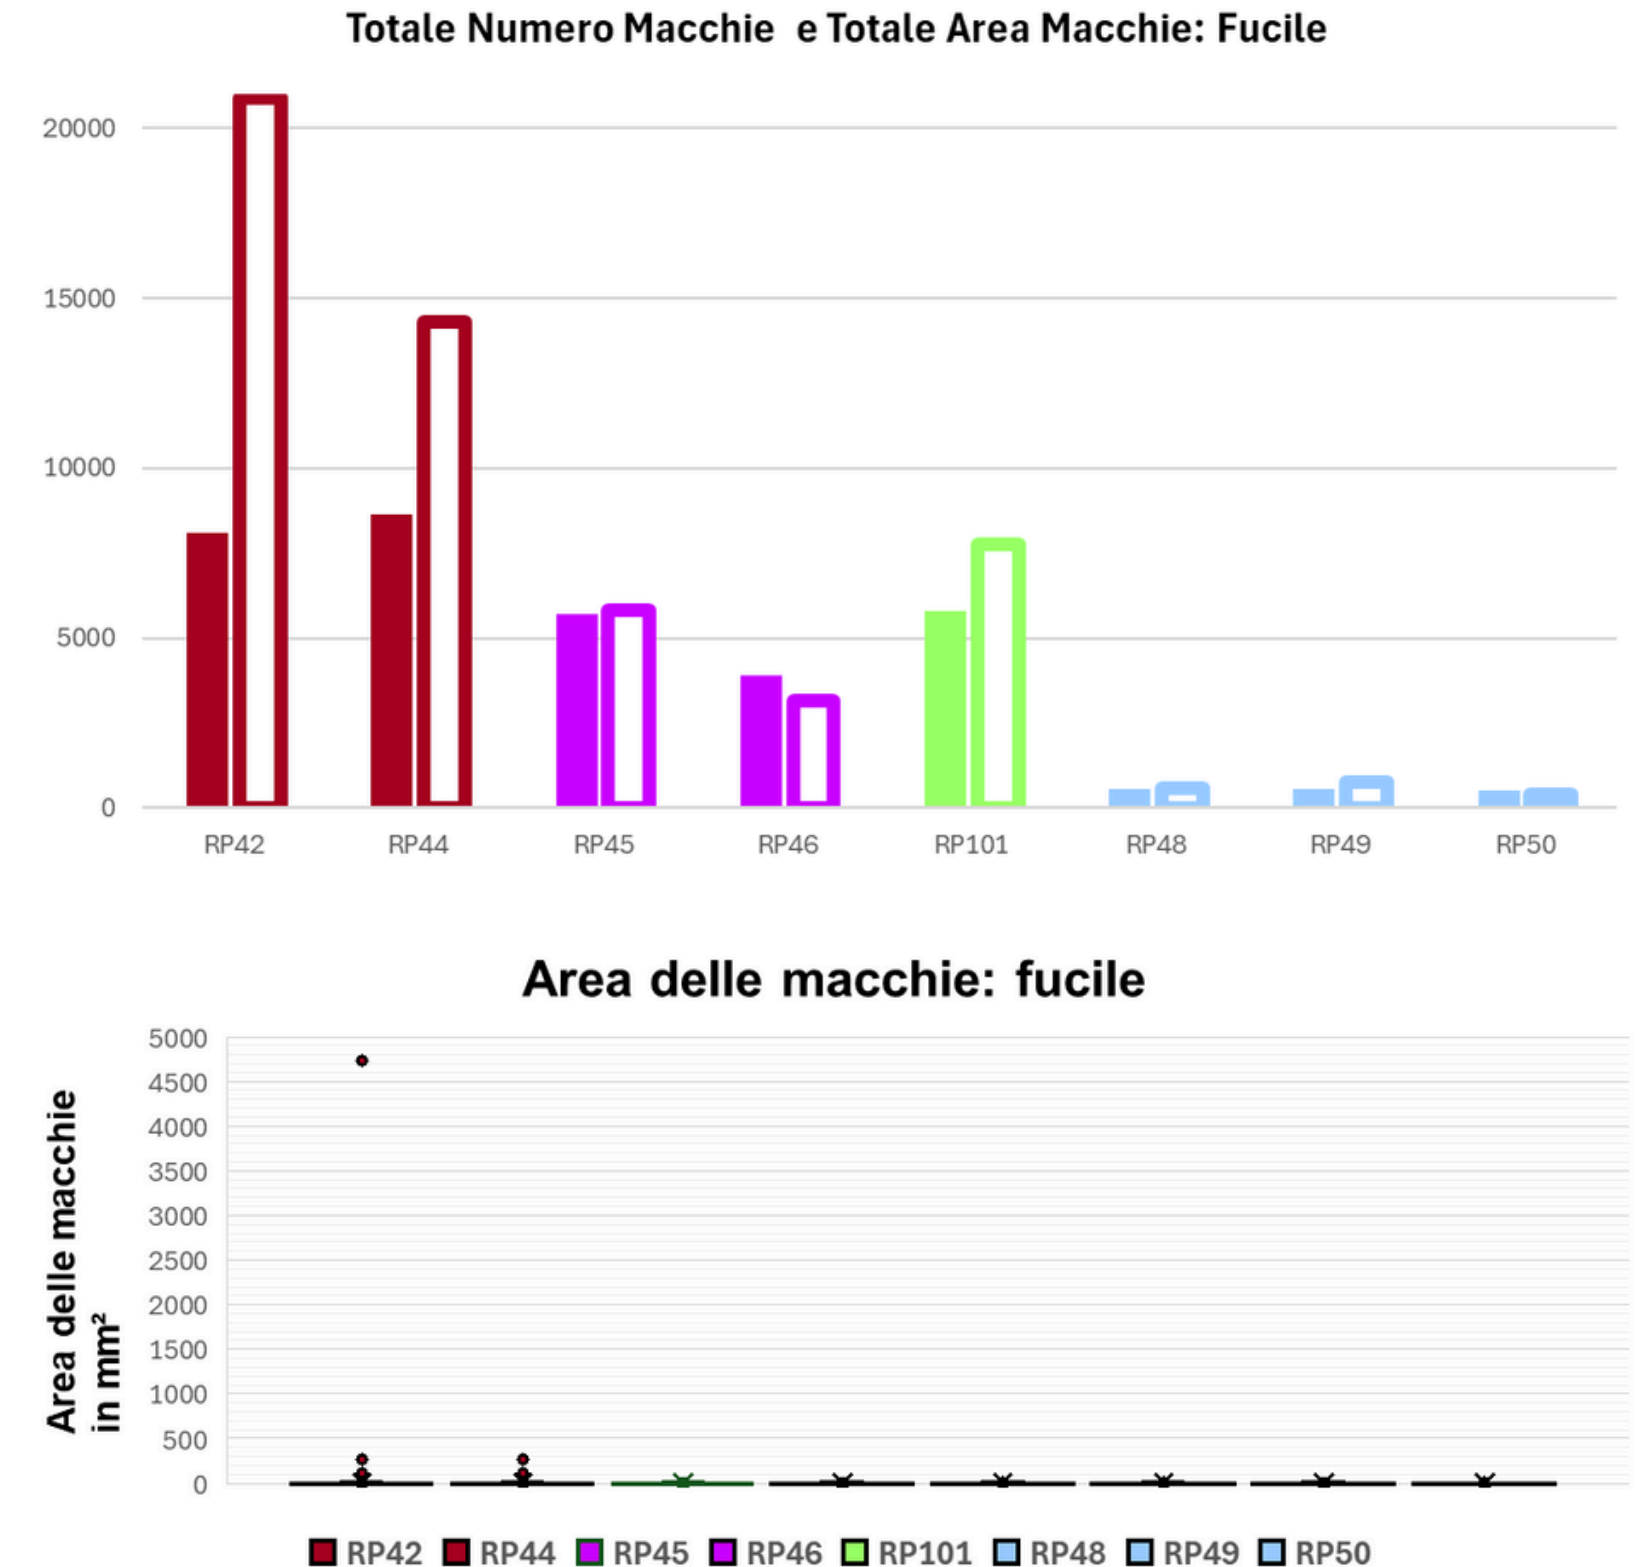 Totale Numero Macchie e Totale Area Macchie: Fucile
20000
15000
10000
5000
0
RP42 RP44 RP45 RP46 RP101 RP48 RP49 RP50
Area delle macchie: fucile
Area delle macchie
in mm²
5000
4500
4000
3500
3000
2500
2000
1500
1000
500
0
RP42 RP44 RP45 RP46 RP101 RP48 RP49 RP50